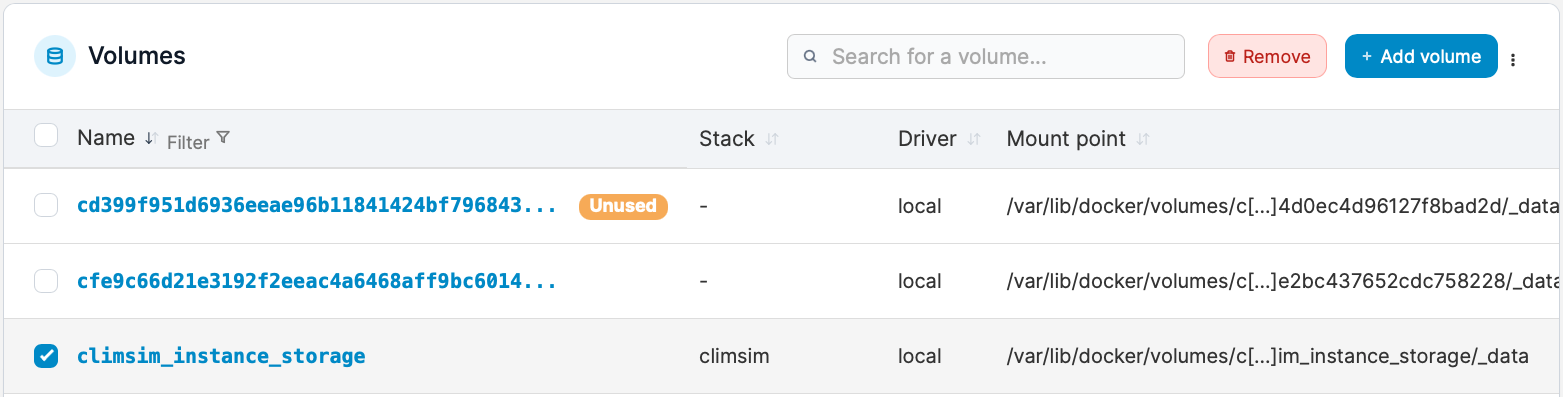 Volumes
Search for a volume...
Remove
+ Add volume
Name Filter Stack Driver Mount point
cd399f951d6936eeae96b11841424bf796843... Unused - local /var/lib/docker/volumes/c[...]4d0ec4d96127f8bad2d/_data
cfe9c66d21e3192f2eeac4a6468aff9bc6014... - local /var/lib/docker/volumes/c[...]e2bc437652cdc758228/_data
climsim_instance_storage climsim local /var/lib/docker/volumes/c[...]im_instance_storage/_data